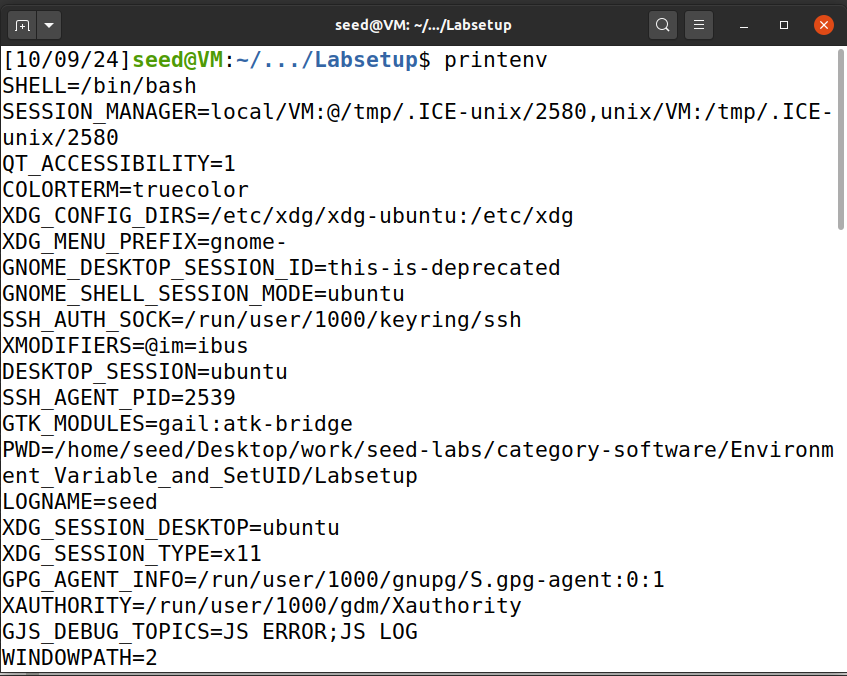 seed@VM: ~/.../Labsetup
[10/09/24]seed@VM:~/.../Labsetup$ printenv
SHELL=/bin/bash
SESSION_MANAGER=local/VM:@/tmp/.ICE-unix/2580,unix/VM:/tmp/.ICE-
unix/2580
QT_ACCESSIBILITY=1
COLORTERM=truecolor
XDG_CONFIG_DIRS=/etc/xdg/xdg-ubuntu:/etc/xdg
XDG_MENU_PREFIX=gnome-
GNOME_DESKTOP_SESSION_ID=this-is-deprecated
GNOME_SHELL_SESSION_MODE=ubuntu
SSH_AUTH_SOCK=/run/user/1000/keyring/ssh
XMODIFIERS=@im=ibus
DESKTOP_SESSION=ubuntu
SSH_AGENT_PID=2539
GTK_MODULES=gail:atk-bridge
PWD=/home/seed/Desktop/work/seed-labs/category-software/Environm
ent_Variable_and_SetUID/Labsetup
LOGNAME=seed
XDG_SESSION_DESKTOP=ubuntu
XDG_SESSION_TYPE=x11
GPG_AGENT_INFO=/run/user/1000/gnupg/S.gpg-agent:0:1
XAUTHORITY=/run/user/1000/gdm/Xauthority
GJS_DEBUG_TOPICS=JS ERROR;JS LOG
WINDOWPATH=2